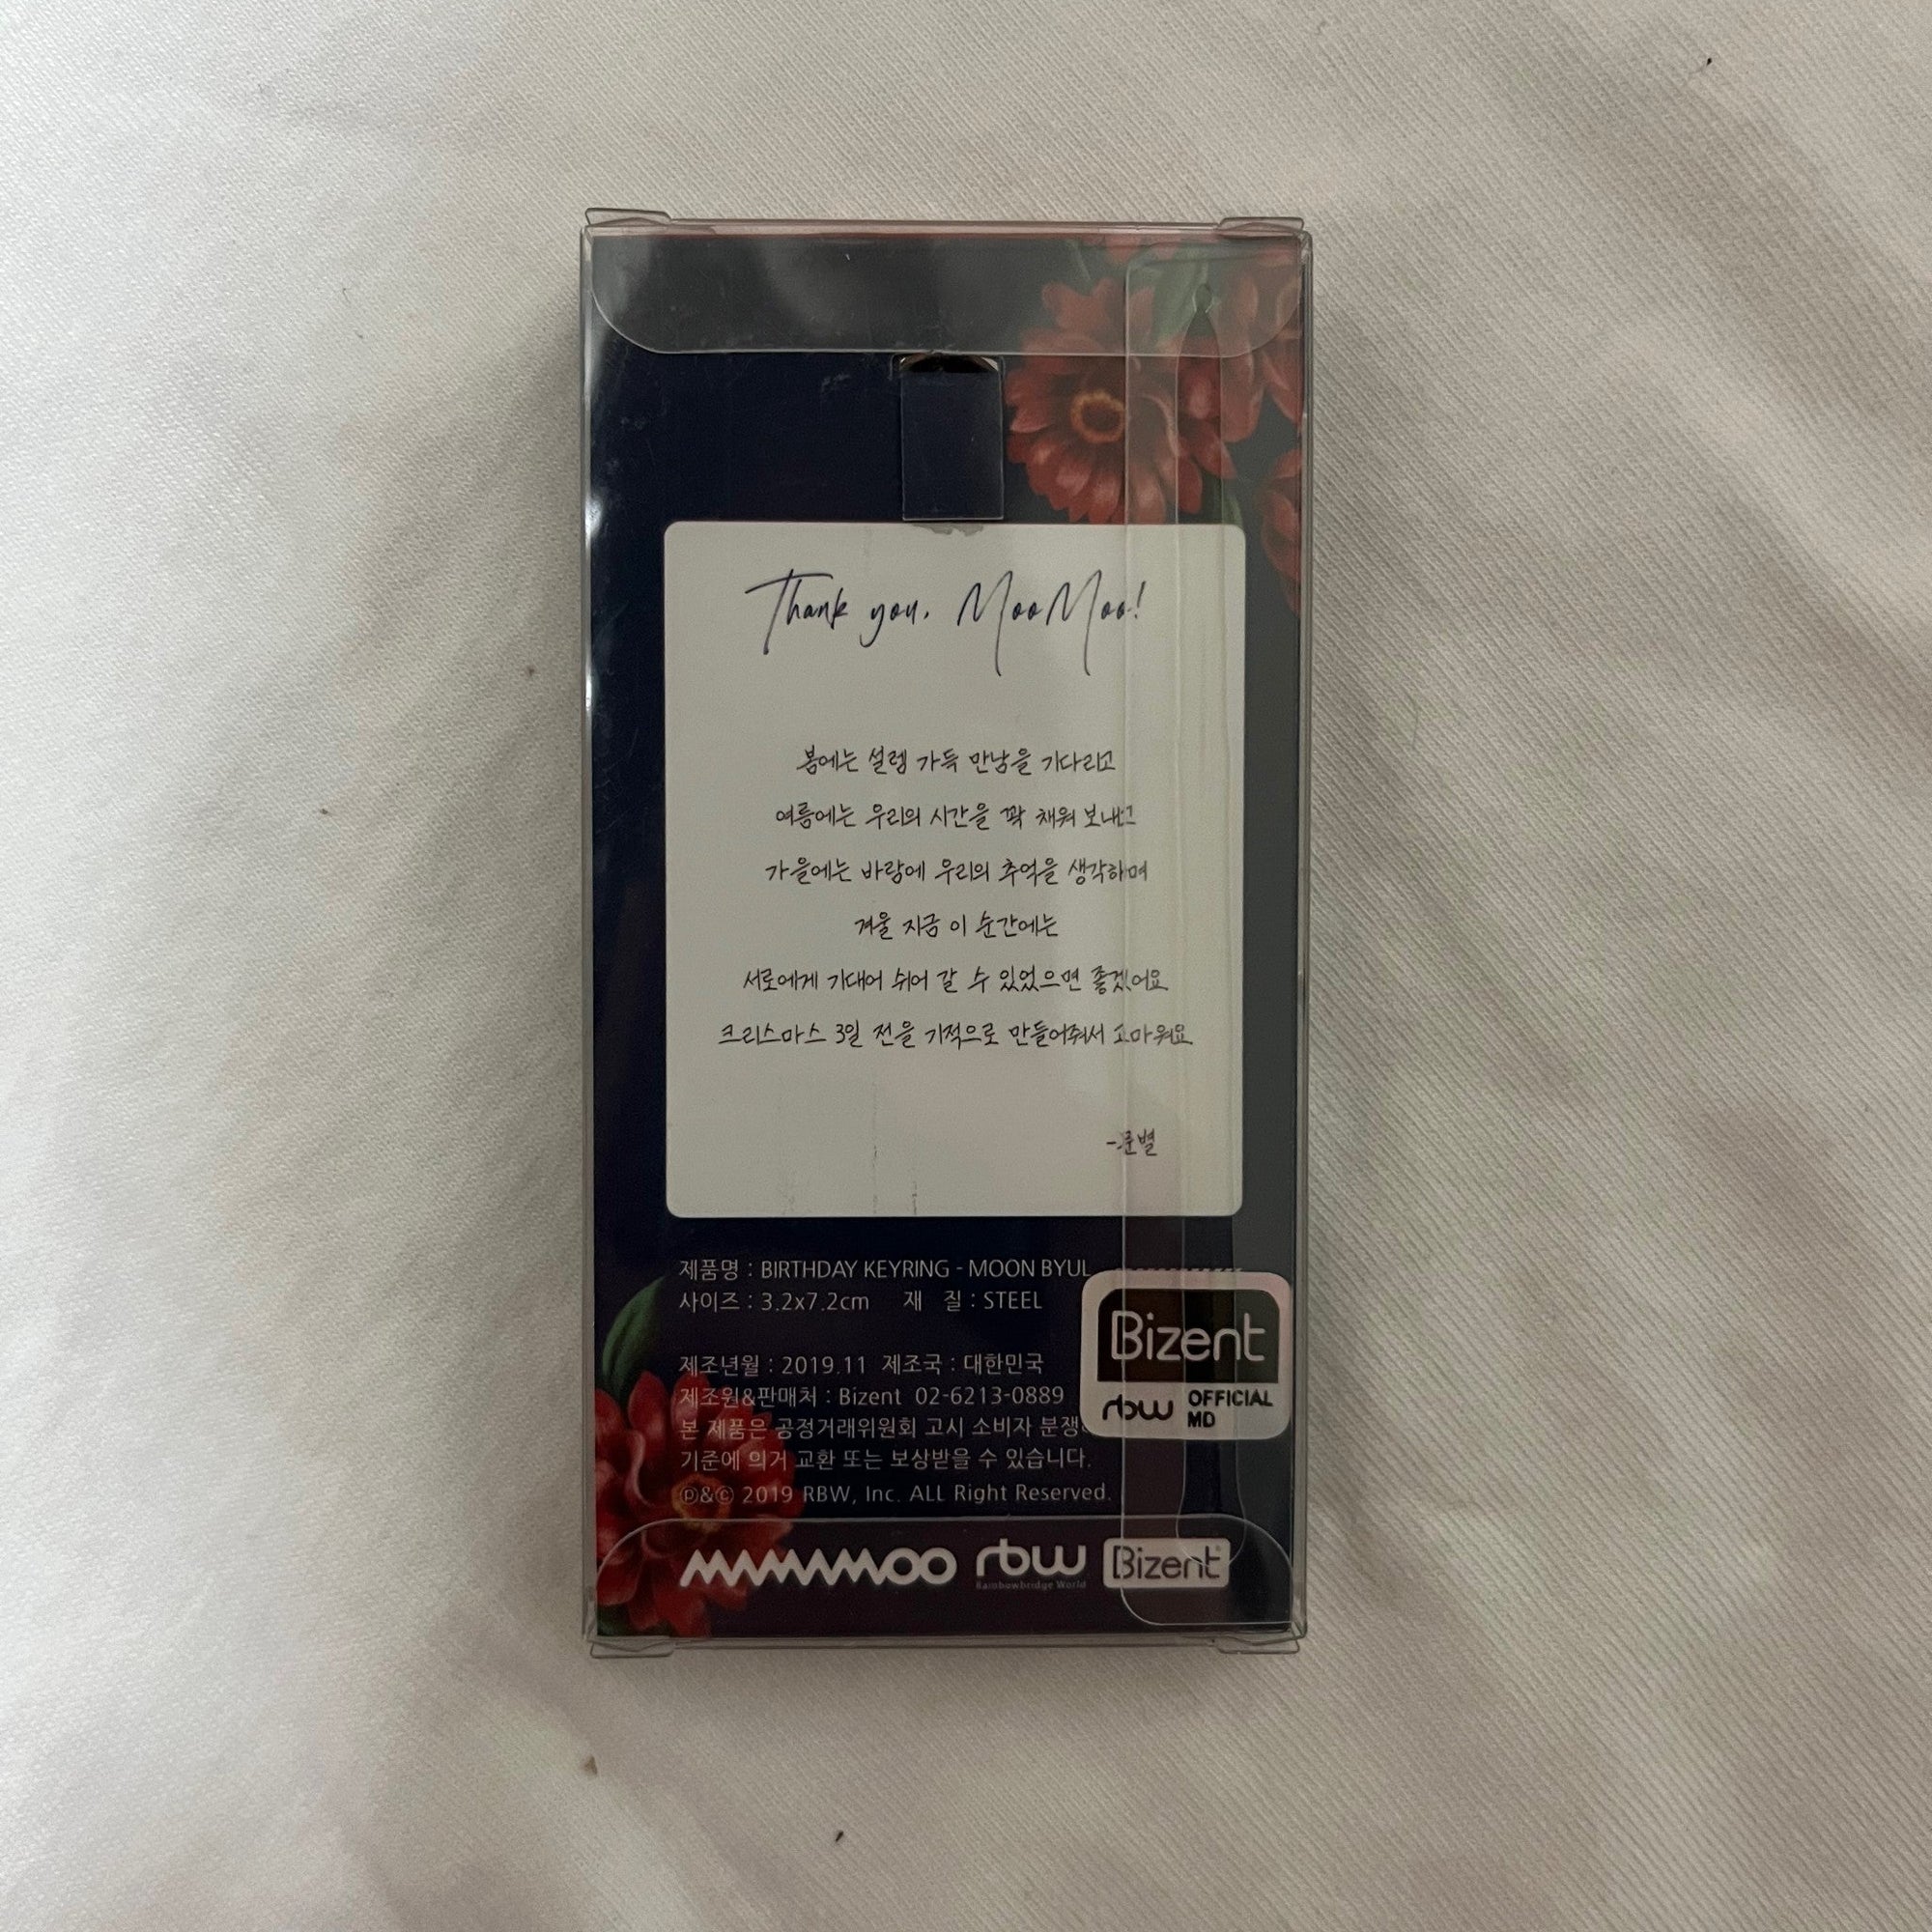 Thank you, MooMoo!
봄에는 설렘 가득 만남을 기다리고
여름에는 우리의 시간을 꽉 채워 보내고
가을에는 바람에 우리의 추억을 생각하며
겨울 지금 이 순간에는
서로에게 기대어 쉬어 갈 수 있었으면 좋겠어요
크리스마스 3일 전을 기적으로 만들어줘서 고마워요
-문별
제품명 : BIRTHDAY KEYRING - MOON BYUL
사이즈 : 3.2x7.2cm 재 질 : STEEL
제조년월 : 2019.11 제조국 : 대한민국
제조원&판매처 : Bizent 02-6213-0889
본 제품은 공정거래위원회 고시 소비자 분쟁
기준에 의거 교환 또는 보상받을 수 있습니다.
ⓟ&ⓒ 2019 RBW, Inc. ALL Right Reserved.
Bizent
rbw OFFICIAL
MD
MAMAMOO rbw Bizent
Rainbowbridge World